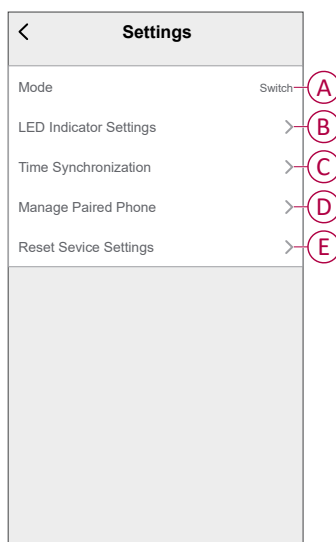 Settings
Mode Switch A
LED Indicator Settings B
Time Synchronization C
Manage Paired Phone D
Reset Sevice Settings E